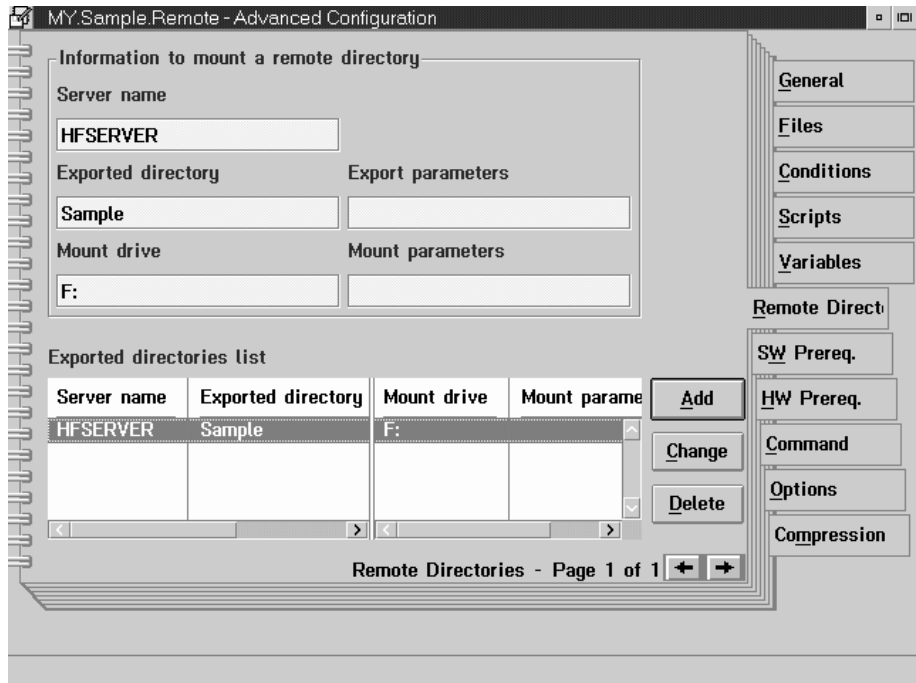 MY.Sample.Remote - Advanced Configuration
Information to mount a remote directory
Server name
HFSERVER
Exported directory Export parameters
Sample
Mount drive Mount parameters
F:
Exported directories list
Server name Exported directory Mount drive Mount parame
HFSERVER Sample F:
Add
Change
Delete
Remote Directories - Page 1 of 1
General
Files
Conditions
Scripts
Variables
Remote Direct
SW Prereq.
HW Prereq.
Command
Options
Compression